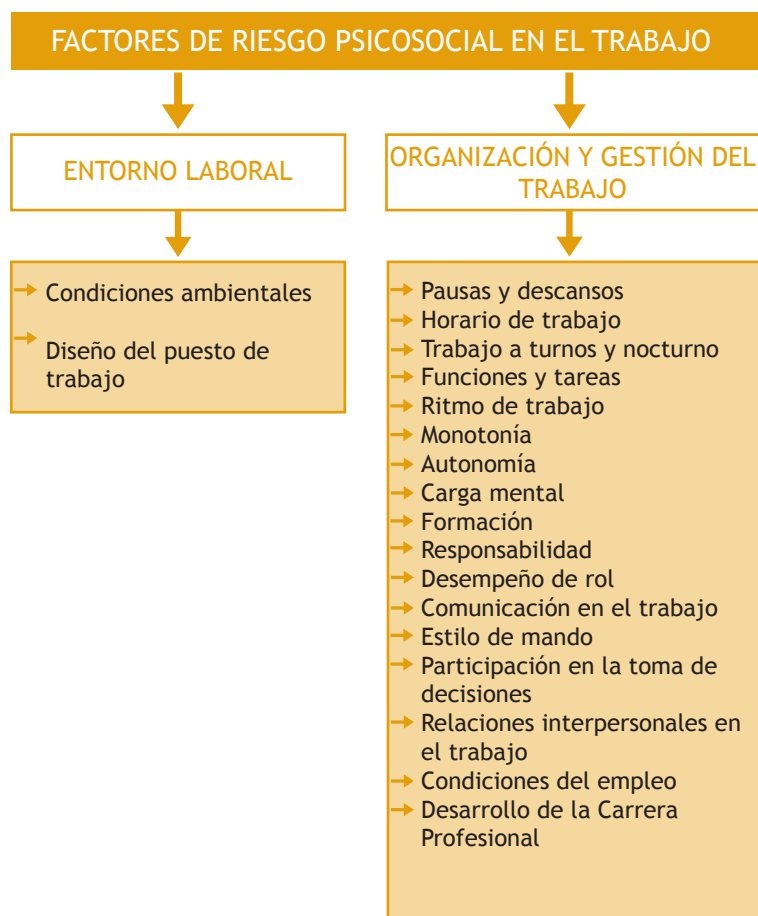 FACTORES DE RIESGO PSICOSOCIAL EN EL TRABAJO
ENTORNO LABORAL
Condiciones ambientales
Diseño del puesto de
trabajo
ORGANIZACIÓN Y GESTIÓN DEL
TRABAJO
Pausas y descansos
Horario de trabajo
Trabajo a turnos y nocturno
Funciones y tareas
Ritmo de trabajo
Monotonía
Autonomía
Carga mental
Formación
Responsabilidad
Desempeño de rol
Comunicación en el trabajo
Estilo de mando
Participación en la toma de
decisiones
Relaciones interpersonales en
el trabajo
Condiciones del empleo
Desarrollo de la Carrera
Profesional